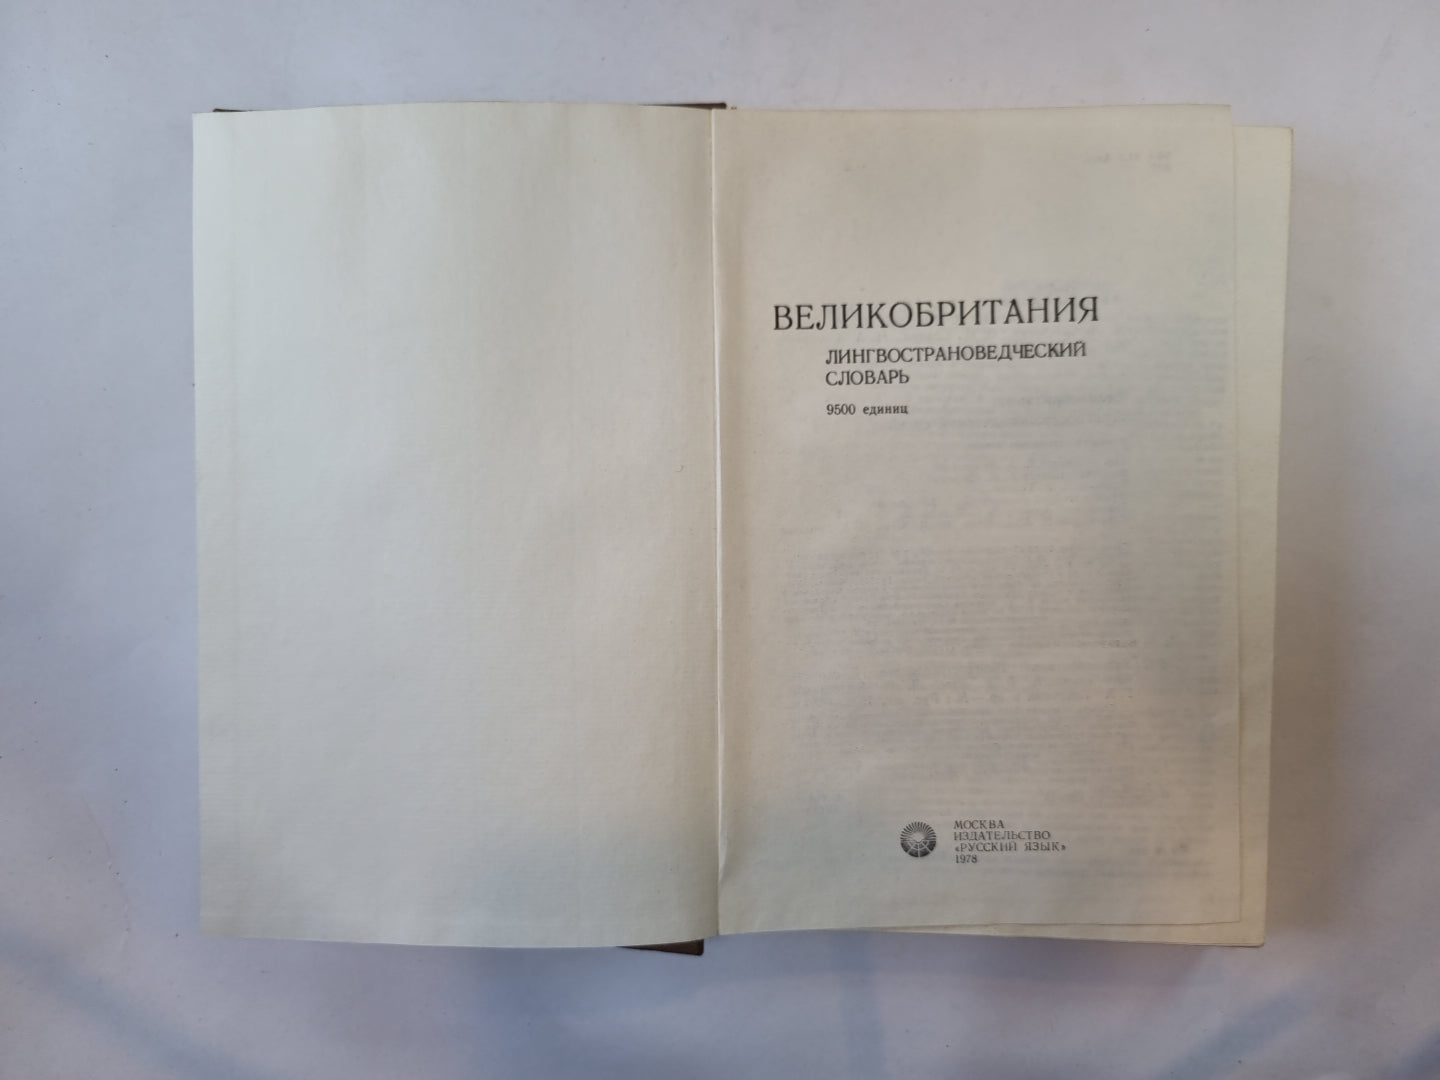 ВЕЛИКОБРИТАНИЯ
ЛИНГВОСТРАНОВЕДЧЕСКИЙ
СЛОВАРЬ
9500 единиц
МОСКВА
ИЗДАТЕЛЬСТВО
«РУССКИЙ ЯЗЫК»
1978